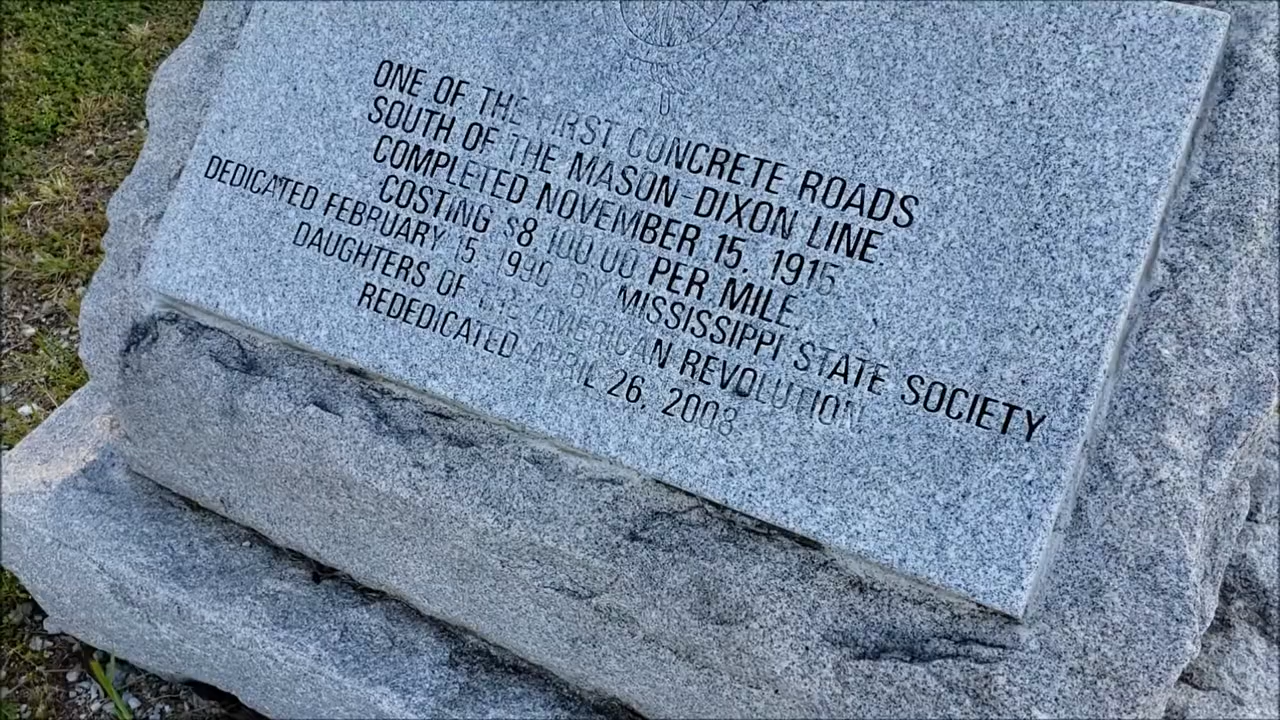 ONE OF THE FIRST CONCRETE ROADS
SOUTH OF THE MASON-DIXON LINE
COMPLETED NOVEMBER 15, 1915
COSTING $8,100.00 PER MILE.
DEDICATED FEBRUARY 15, 1990 BY MISSISSIPPI STATE SOCIETY
DAUGHTERS OF THE AMERICAN REVOLUTION
REDEDICATED APRIL 26, 2008